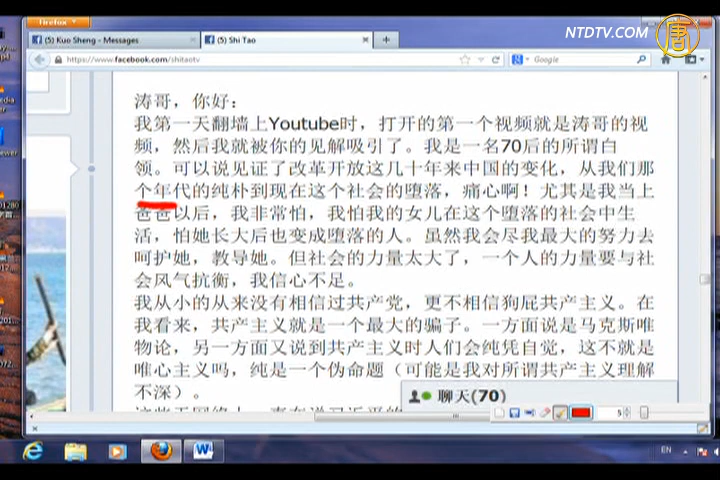 Firefox
NTDTV.COM
唐
(5) Kuo Sheng - Messages
(5) Shi Tao
https://www.facebook.com/shitaotv
Google
涛哥，你好：
我第一天翻墙上Youtube时，打开的第一个视频就是涛哥的视
频，然后我就被你的见解吸引了。我是一名70后的所谓白
领。可以说见证了改革开放这几十年来中国的变化，从我们那
个年代的纯朴到现在这个社会的堕落，痛心啊！尤其是我当上
爸爸以后，我非常怕，我怕我的女儿在这个堕落的社会中生
活，怕她长大后也变成堕落的人。虽然我会尽我最大的努力去
呵护她，教导她。但社会的力量太大了，一个人的力量要与社
会风气抗衡，我信心不足。
我从小的从来没有相信过共产党，更不相信狗屁共产主义。在
我看来，共产主义就是一个最大的骗子。一方面说是马克斯唯
物论，另一方面又说到共产主义时人们会纯凭自觉，这不就是
唯心主义吗，纯是一个伪命题（可能是我对所谓共产主义理解
不深）。
聊天(70)
5
EN